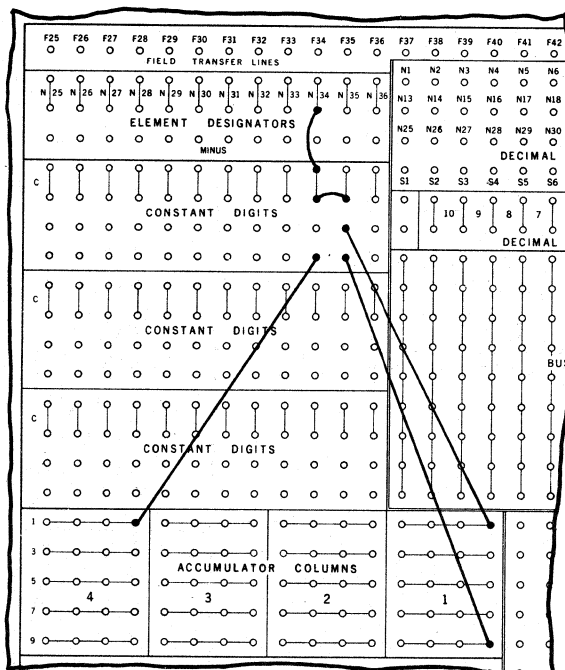 F25 F26 F27 F28 F29 F30 F31 F32 F33 F34 F35 F36 F37 F38 F39 F40 F41 F42
FIELD TRANSFER LINES
N1 N2 N3 N4 N5 N6
N 25 N 26 N 27 N 28 N 29 N 30 N 31 N 32 N 33 N 34 N 35 N 36
N13 N14 N15 N16 N17 N18
ELEMENT DESIGNATORS
N25 N26 N27 N28 N29 N30
MINUS
DECIMAL
C
S1 S2 S3 S4 S5 S6
CONSTANT DIGITS
10 9 8 7
DECIMAL
C
CONSTANT DIGITS
BUS
C
CONSTANT DIGITS
1
3
ACCUMULATOR COLUMNS
5
4 3 2 1
7
9